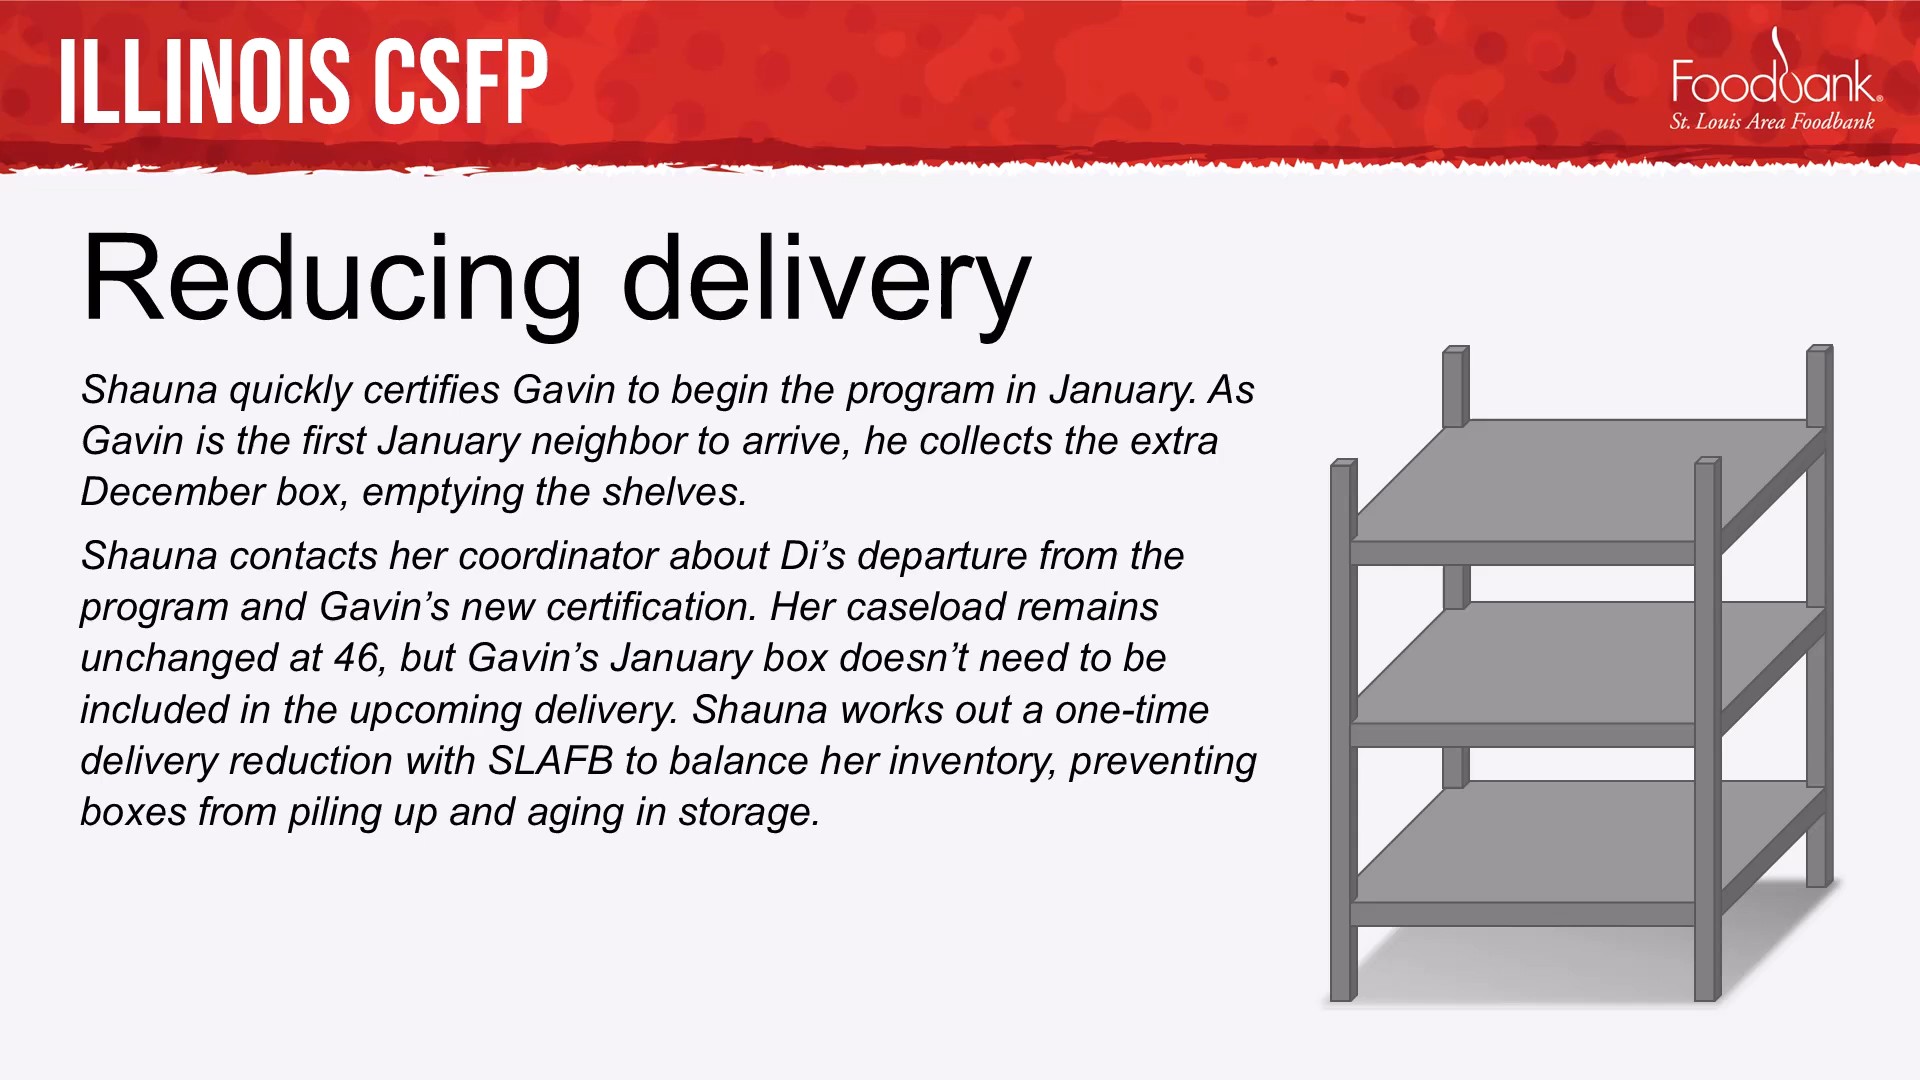 ILLINOIS CSFP
Foodbank®
St. Louis Area Foodbank
Reducing delivery
Shauna quickly certifies Gavin to begin the program in January. As
Gavin is the first January neighbor to arrive, he collects the extra
December box, emptying the shelves.
Shauna contacts her coordinator about Di’s departure from the
program and Gavin’s new certification. Her caseload remains
unchanged at 46, but Gavin’s January box doesn’t need to be
included in the upcoming delivery. Shauna works out a one-time
delivery reduction with SLAFB to balance her inventory, preventing
boxes from piling up and aging in storage.